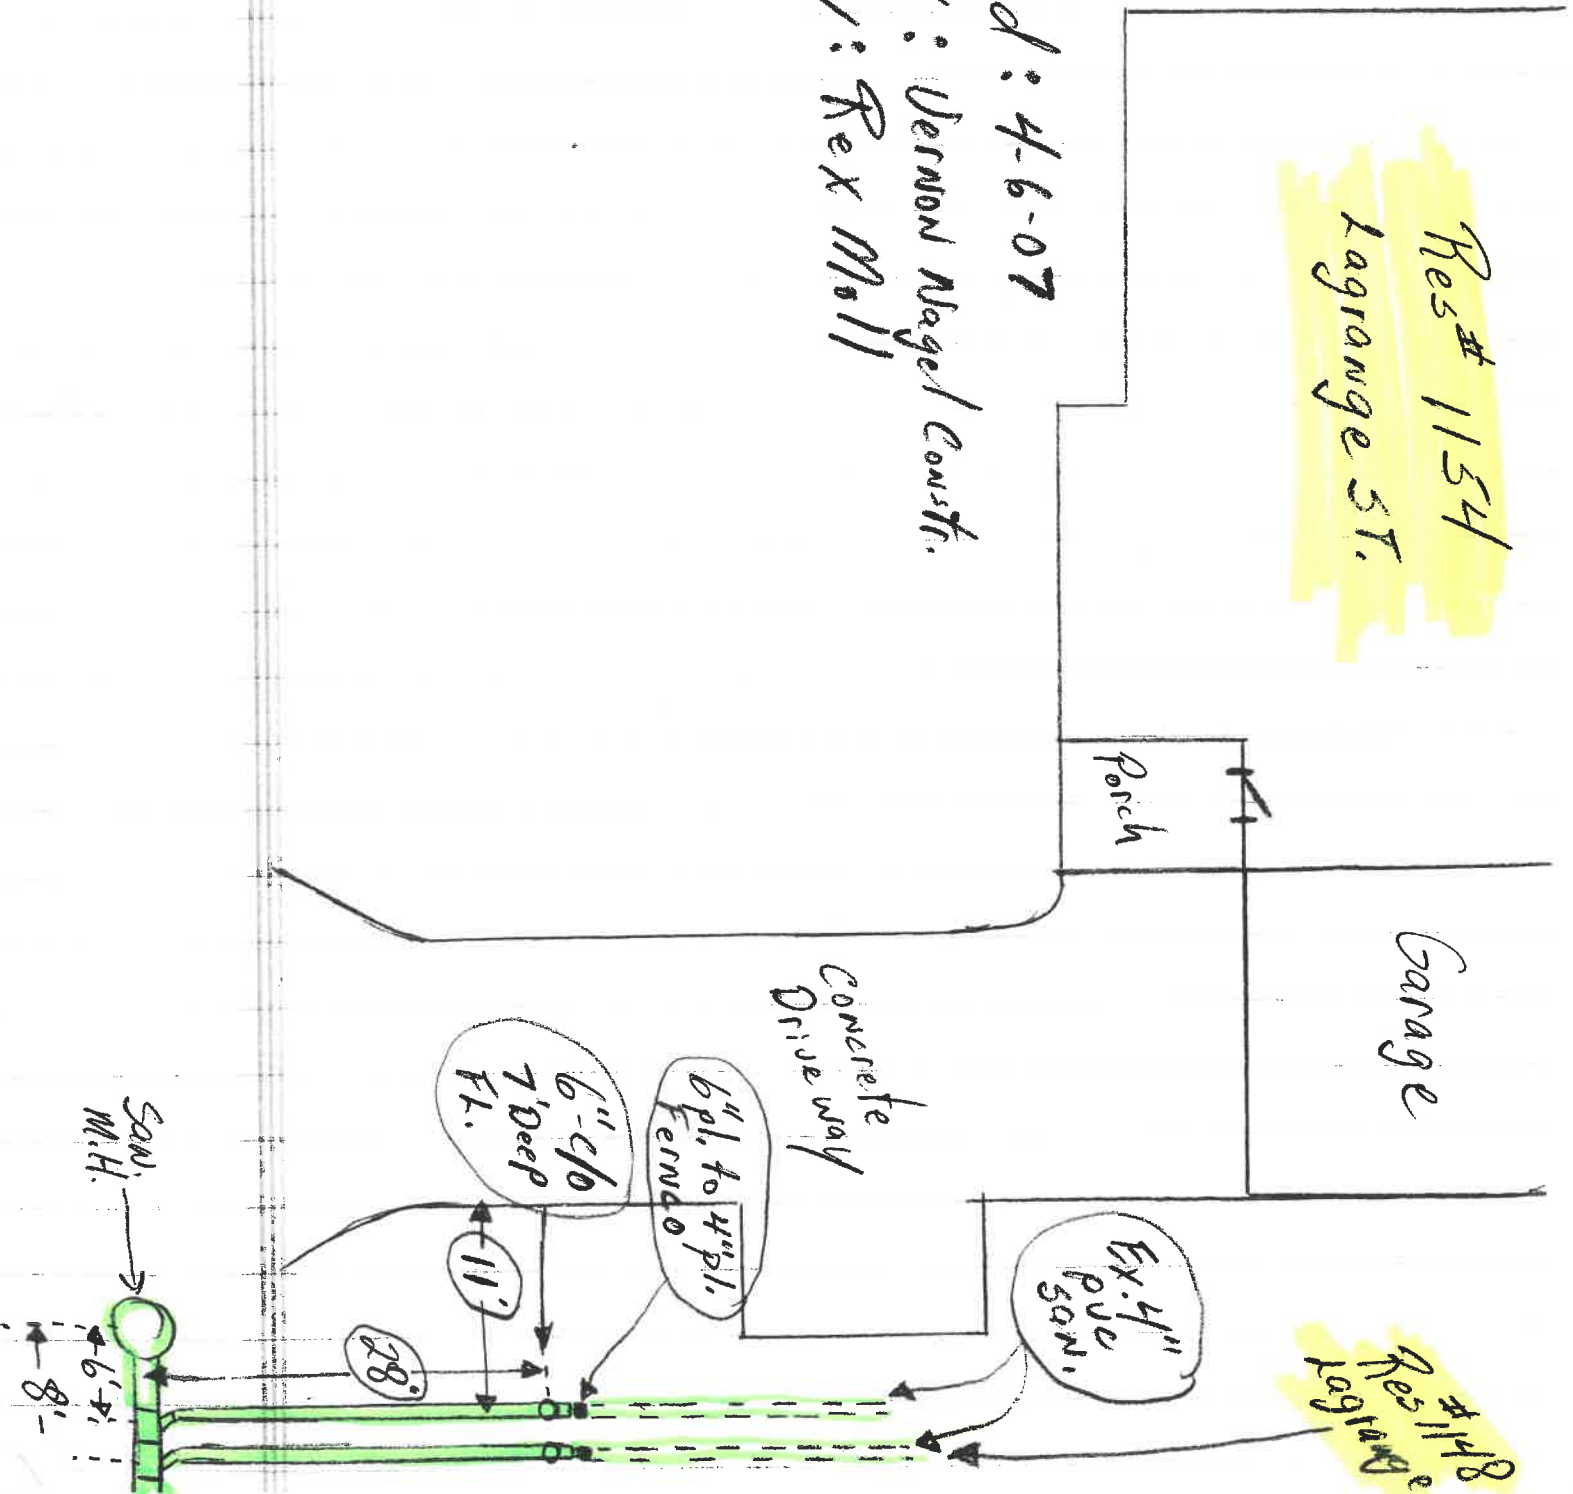 Res# 1154
Lagrange ST.
d: 4-6-07
: Vernon Nagel Constr.
: Rex Moll
Porch
Garage
Concrete
Drive way
6"-c/o
7' Deep
FL.
6"pl. to 4"pl.
Fernco
Ex. 4"
PVC
San.
#
Res 1148
Lagrange
11'
28'
San.
M.H.
6'
8'